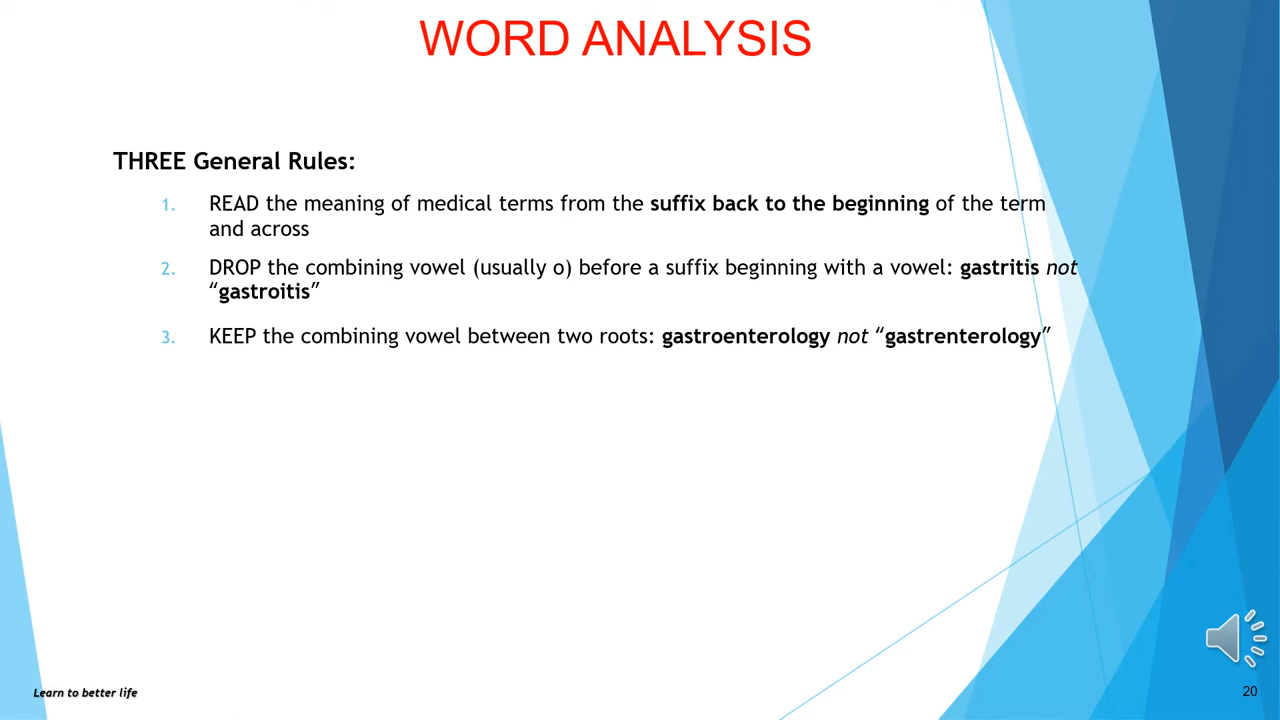 WORD ANALYSIS
THREE General Rules:
1. READ the meaning of medical terms from the suffix back to the beginning of the term
and across
2. DROP the combining vowel (usually o) before a suffix beginning with a vowel: gastritis not
“gastroitis”
3. KEEP the combining vowel between two roots: gastroenterology not “gastrenterology”
Learn to better life
20